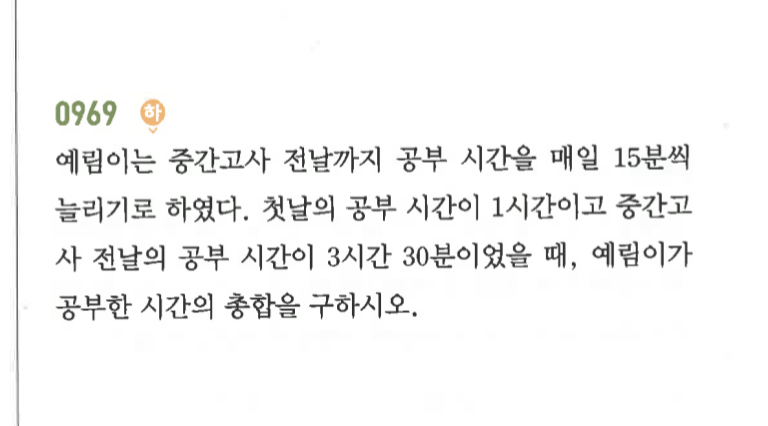 0969 하
예림이는 중간고사 전날까지 공부 시간을 매일 15분씩
늘리기로 하였다. 첫날의 공부 시간이 1시간이고 중간고
사 전날의 공부 시간이 3시간 30분이었을 때, 예림이가
공부한 시간의 총합을 구하시오.